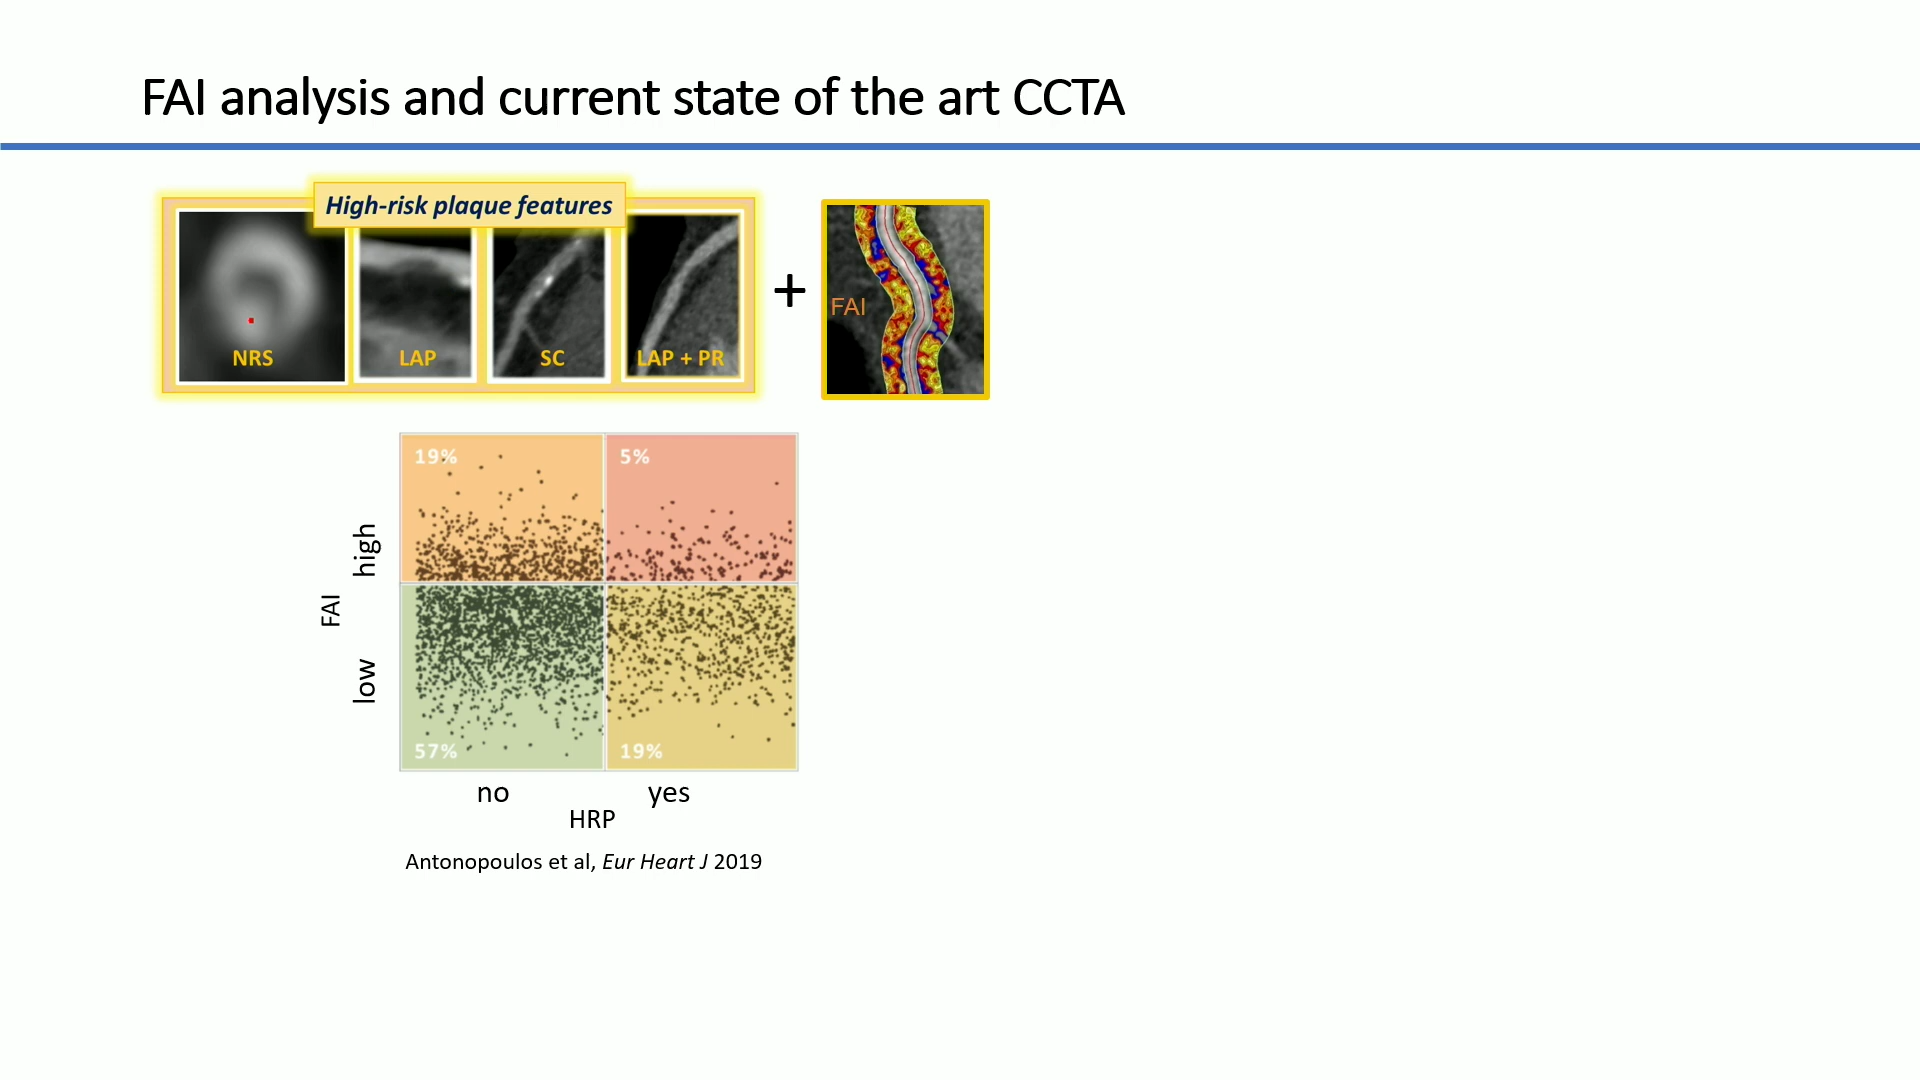 FAI analysis and current state of the art CCTA
High-risk plaque features
NRS
LAP
SC
LAP + PR
+
FAI
19%
5%
high
FAI
low
57%
19%
no
yes
HRP
Antonopoulos et al, Eur Heart J 2019